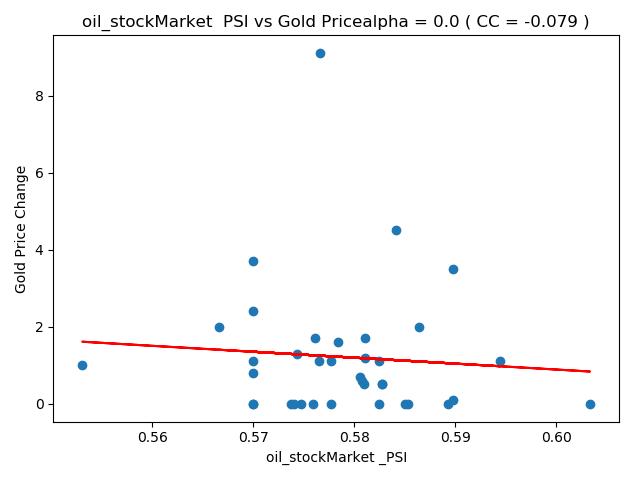 oil_stockMarket  PSI vs Gold Pricealpha = 0.0 ( CC = -0.079 )
8
6
4
2
0
Gold Price Change
0.56 0.57 0.58 0.59 0.60
oil_stockMarket _PSI